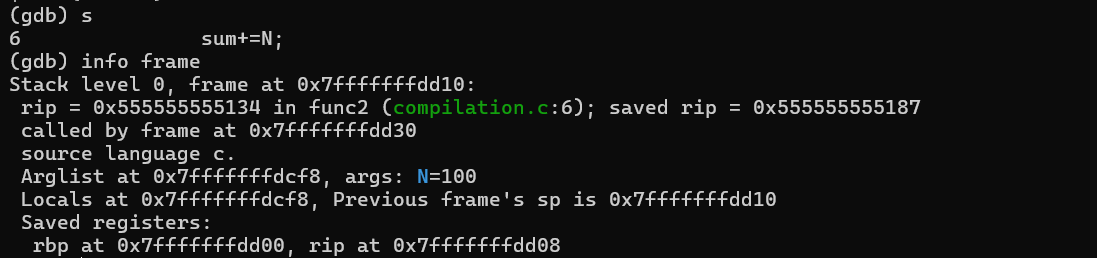 (gdb) s
6               sum+=N;
(gdb) info frame
Stack level 0, frame at 0x7fffffffdd10:
 rip = 0x555555555134 in func2 (compilation.c:6); saved rip = 0x555555555187
 called by frame at 0x7fffffffdd30
 source language c.
 Arglist at 0x7fffffffdcf8, args: N=100
 Locals at 0x7fffffffdcf8, Previous frame's sp is 0x7fffffffdd10
 Saved registers:
  rbp at 0x7fffffffdd00, rip at 0x7fffffffdd08